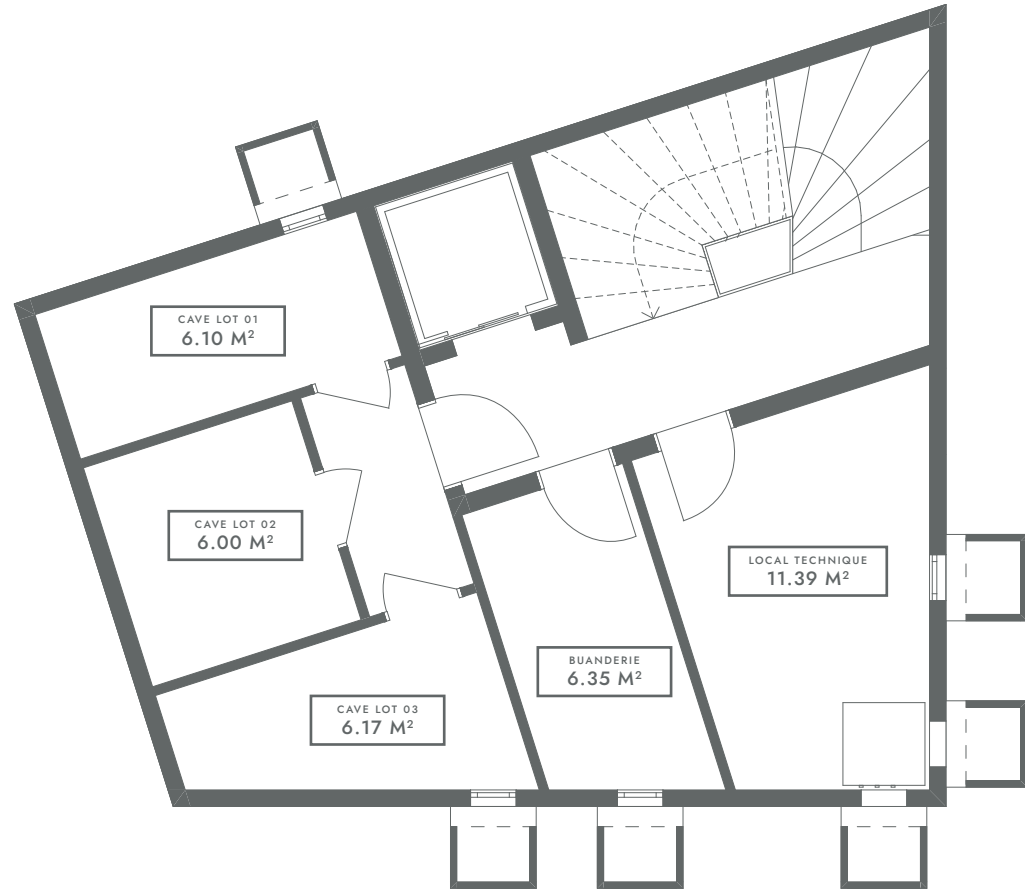 CAVE LOT 01
6.10 M²
CAVE LOT 02
6.00 M²
LOCAL TECHNIQUE
11.39 M²
BUANDERIE
6.35 M²
CAVE LOT 03
6.17 M²